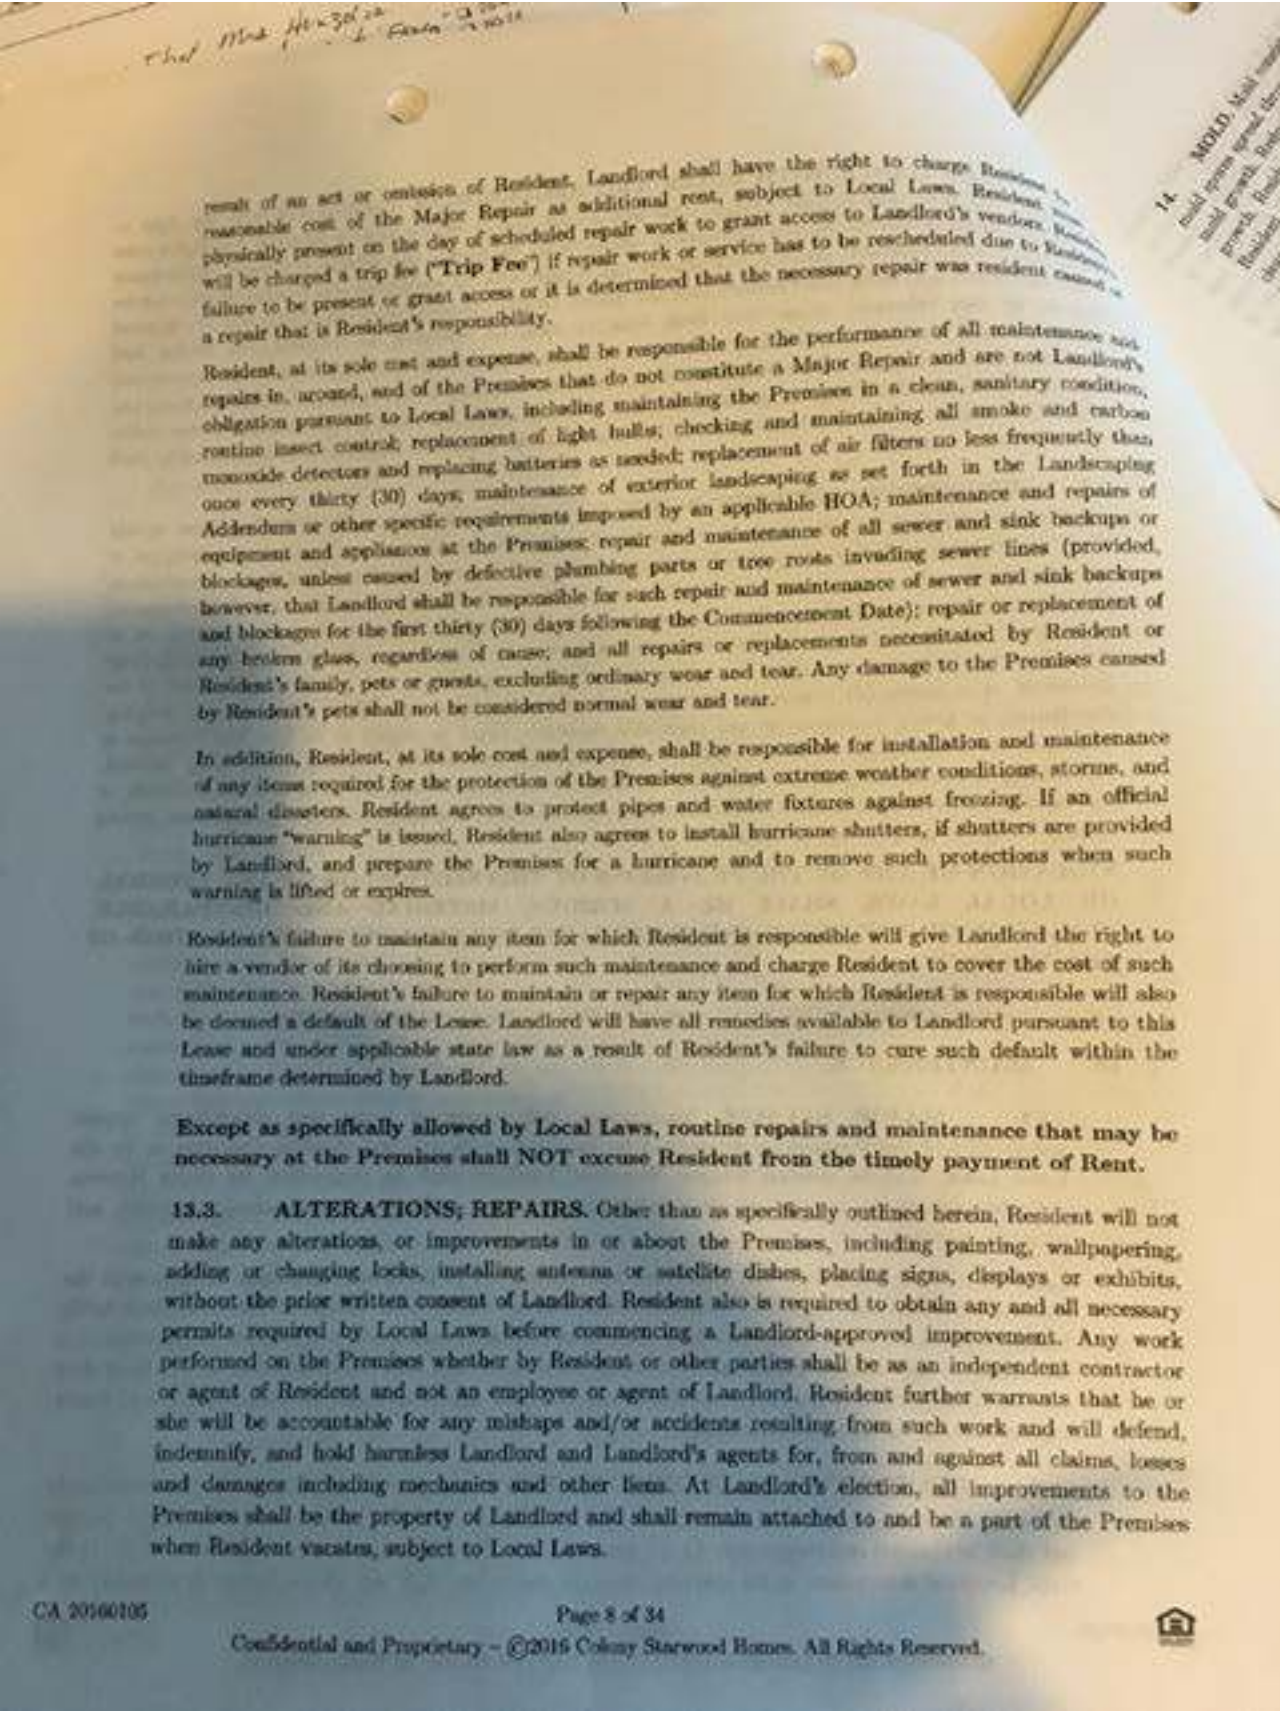 that Mrs
result of an act or omission of Resident, Landlord shall have the right to charge Resident
reasonable cost of the Major Repair as additional rent, subject to Local Laws. Resident
physically present on the day of scheduled repair work to grant access to Landlord's vendors.
will be charged a trip fee ("Trip Fee") if repair work or service has to be rescheduled due to Resident's
failure to be present or grant access or it is determined that the necessary repair was resident caused
a repair that is Resident's responsibility.
Resident, at its sole cost and expense, shall be responsible for the performance of all maintenance and
repairs in, around, and of the Premises that do not constitute a Major Repair and are not Landlord's
obligation pursuant to Local Laws, including maintaining the Premises in a clean, sanitary condition,
routine insect control; replacement of light bulbs; checking and maintaining all smoke and carbon
monoxide detectors and replacing batteries as needed; replacement of air filters no less frequently than
once every thirty (30) days; maintenance of exterior landscaping as set forth in the Landscaping
Addendum or other specific requirements imposed by an applicable HOA; maintenance and repairs of
equipment and appliances at the Premises; repair and maintenance of all sewer and sink backups or
blockages, unless caused by defective plumbing parts or tree roots invading sewer lines (provided,
however, that Landlord shall be responsible for such repair and maintenance of sewer and sink backups
and blockages for the first thirty (30) days following the Commencement Date); repair or replacement of
any broken glass, regardless of cause; and all repairs or replacements necessitated by Resident or
Resident's family, pets or guests, excluding ordinary wear and tear. Any damage to the Premises caused
by Resident's pets shall not be considered normal wear and tear.
In addition, Resident, at its sole cost and expense, shall be responsible for installation and maintenance
of any items required for the protection of the Premises against extreme weather conditions, storms, and
natural disasters. Resident agrees to protect pipes and water fixtures against freezing. If an official
hurricane "warning" is issued, Resident also agrees to install hurricane shutters, if shutters are provided
by Landlord, and prepare the Premises for a hurricane and to remove such protections when such
warning is lifted or expires.
Resident's failure to maintain any item for which Resident is responsible will give Landlord the right to
hire a vendor of its choosing to perform such maintenance and charge Resident to cover the cost of such
maintenance. Resident's failure to maintain or repair any item for which Resident is responsible will also
be deemed a default of the Lease. Landlord will have all remedies available to Landlord pursuant to this
Lease and under applicable state law as a result of Resident's failure to cure such default within the
timeframe determined by Landlord.
Except as specifically allowed by Local Laws, routine repairs and maintenance that may be
necessary at the Premises shall NOT excuse Resident from the timely payment of Rent.
13.3. ALTERATIONS; REPAIRS. Other than as specifically outlined herein, Resident will not
make any alterations, or improvements in or about the Premises, including painting, wallpapering,
adding or changing locks, installing antenna or satellite dishes, placing signs, displays or exhibits,
without the prior written consent of Landlord. Resident also is required to obtain any and all necessary
permits required by Local Laws before commencing a Landlord-approved improvement. Any work
performed on the Premises whether by Resident or other parties shall be as an independent contractor
or agent of Resident and not an employee or agent of Landlord. Resident further warrants that he or
she will be accountable for any mishaps and/or accidents resulting from such work and will defend,
indemnify, and hold harmless Landlord and Landlord's agents for, from and against all claims, losses
and damages including mechanics and other liens. At Landlord's election, all improvements to the
Premises shall be the property of Landlord and shall remain attached to and be a part of the Premises
when Resident vacates, subject to Local Laws.
CA 20160105
Page 8 of 34
Confidential and Proprietary – ©2016 Colony Starwood Homes. All Rights Reserved.
14. MOLD. Mold
mold spores spread
mold growth.
growth.
Resident